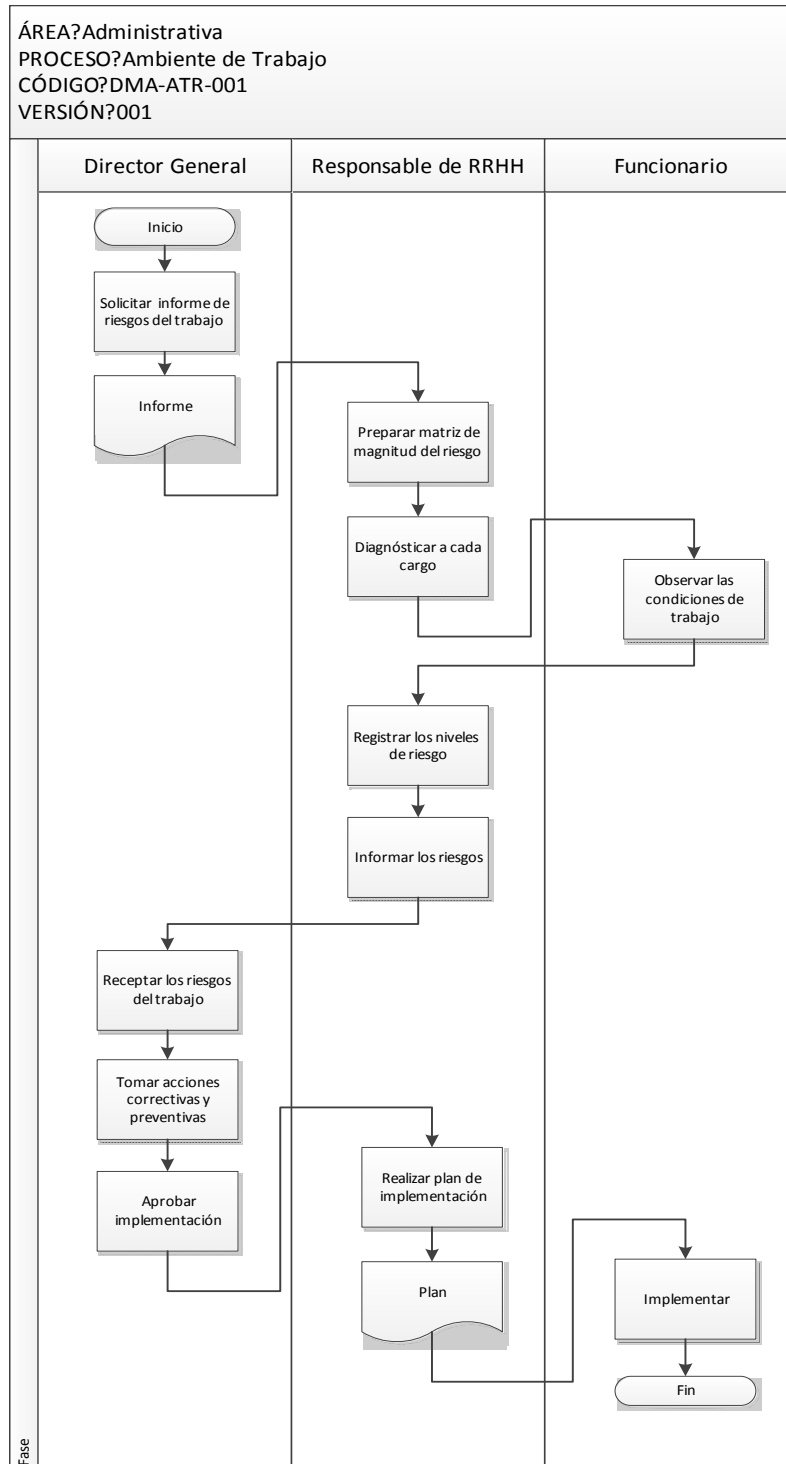 ÁREA?Administrativa
PROCESO?Ambiente de Trabajo
CÓDIGO?DMA-ATR-001
VERSIÓN?001
Director General
Responsable de RRHH
Funcionario
Inicio
Solicitar informe de
riesgos del trabajo
Informe
Preparar matriz de
magnitud del riesgo
Diagnósticar a cada
cargo
Observar las
condiciones de
trabajo
Registrar los niveles
de riesgo
Informar los riesgos
Receptar los riesgos
del trabajo
Tomar acciones
correctivas y
preventivas
Aprobar
implementación
Realizar plan de
implementación
Plan
Implementar
Fin
Fase